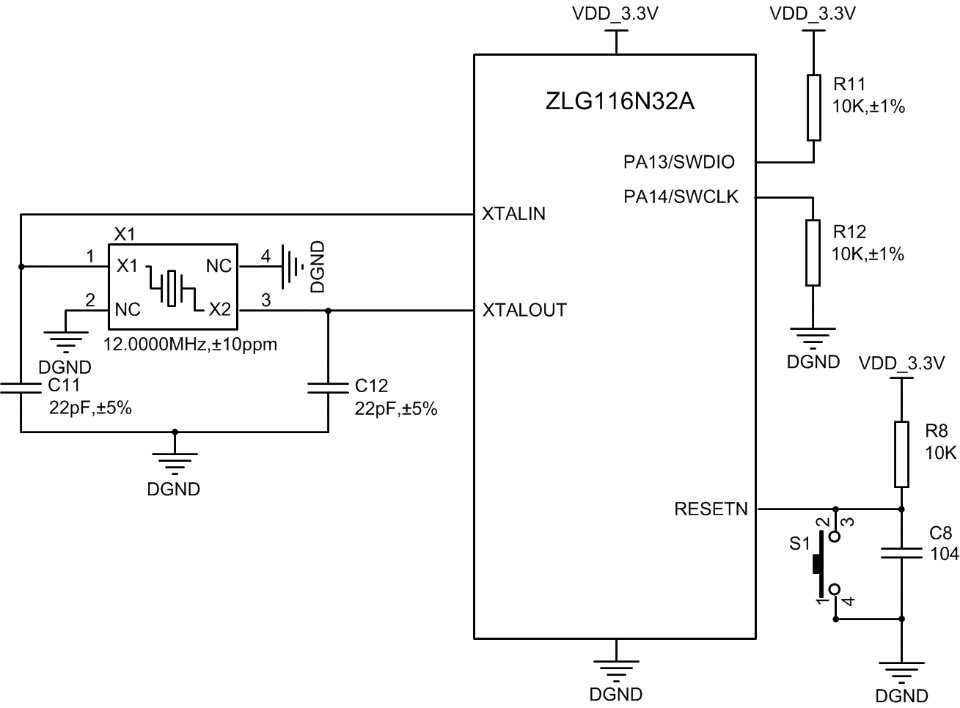 VDD_3.3V
VDD_3.3V
ZLG116N32A
R11
10K,±1%
PA13/SWDIO
PA14/SWCLK
XTALIN
R12
10K,±1%
X1
1
X1
NC
4
DGND
2
NC
X2
3
XTALOUT
DGND
12.0000MHz,±10ppm
DGND
C11
22pF,±5%
C12
22pF,±5%
DGND
VDD_3.3V
R8
10K
RESETN
2
3
S1
1
4
C8
104
DGND
DGND